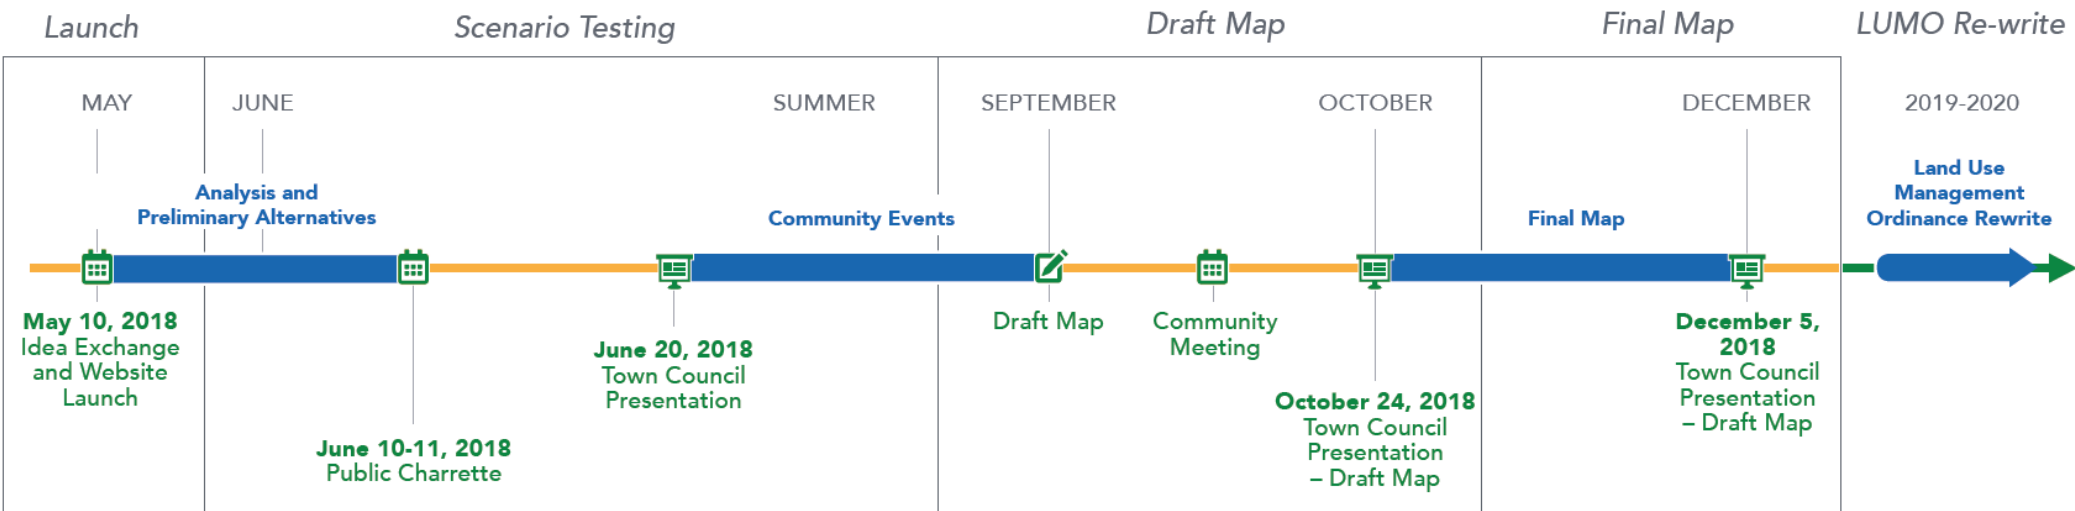 Launch
Scenario Testing
Draft Map
Final Map
LUMO Re-write
MAY
JUNE
SUMMER
SEPTEMBER
OCTOBER
DECEMBER
2019-2020
Analysis and
Preliminary Alternatives
Community Events
Final Map
Land Use
Management
Ordinance Rewrite
May 10, 2018
Idea Exchange
and Website
Launch
June 10-11, 2018
Public Charrette
June 20, 2018
Town Council
Presentation
Draft Map
Community
Meeting
October 24, 2018
Town Council
Presentation
– Draft Map
December 5,
2018
Town Council
Presentation
– Draft Map